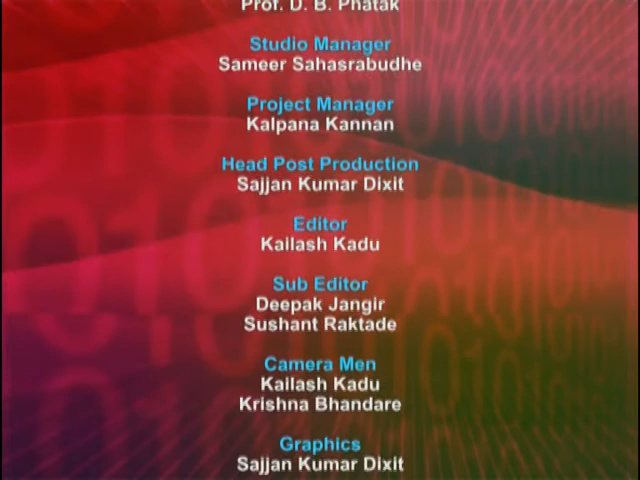 Prof. D. B. Phatak
Studio Manager
Sameer Sahasrabudhe
Project Manager
Kalpana Kannan
Head Post Production
Sajjan Kumar Dixit
Editor
Kailash Kadu
Sub Editor
Deepak Jangir
Sushant Raktade
Camera Men
Kailash Kadu
Krishna Bhandare
Graphics
Sajjan Kumar Dixit